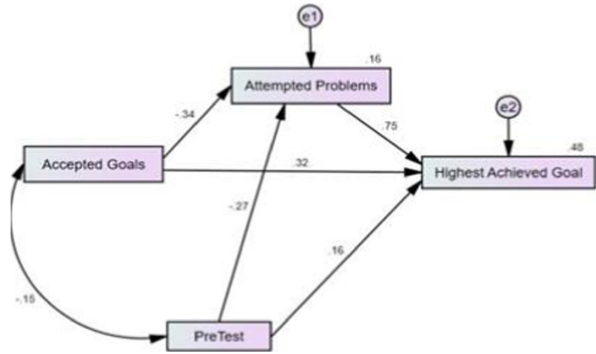 e1
.16
Attempted Problems
-.34
.75
e2
.48
Accepted Goals
.32
Highest Achieved Goal
-.27
.16
-.15
PreTest